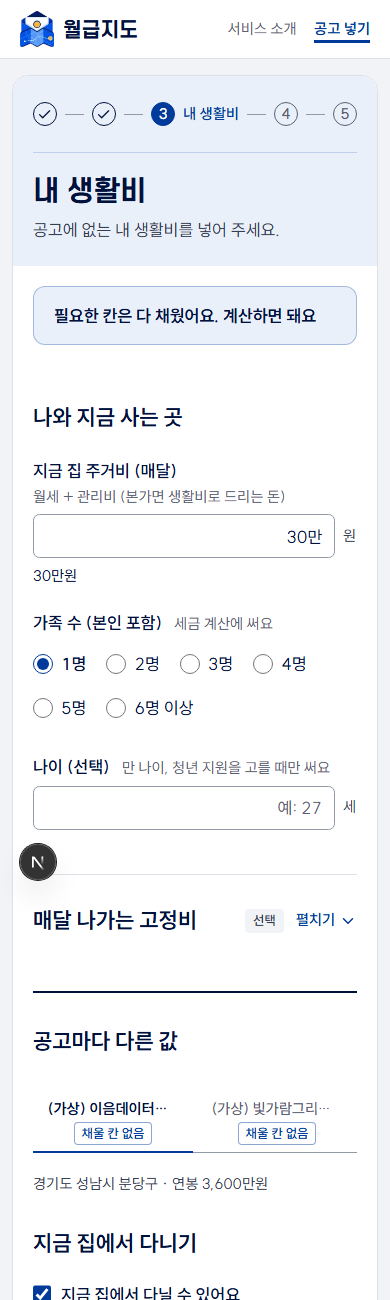 월급지도
서비스 소개 공고 넣기
3 내 생활비 4 5
내 생활비
공고에 없는 내 생활비를 넣어 주세요.
필요한 칸은 다 채웠어요. 계산하면 돼요
나와 지금 사는 곳
지금 집 주거비 (매달)
월세 + 관리비 (본가면 생활비로 드리는 돈)
30만 원
30만원
가족 수 (본인 포함) 세금 계산에 써요
1명 2명 3명 4명
5명 6명 이상
나이 (선택) 만 나이, 청년 지원을 고를 때만 써요
예: 27 세
N
매달 나가는 고정비 선택 펼치기
공고마다 다른 값
(가상) 이음데이터… (가상) 빛가람그리…
채울 칸 없음 채울 칸 없음
경기도 성남시 분당구 · 연봉 3,600만원
지금 집에서 다니기
지금 집에서 다닐 수 있어요